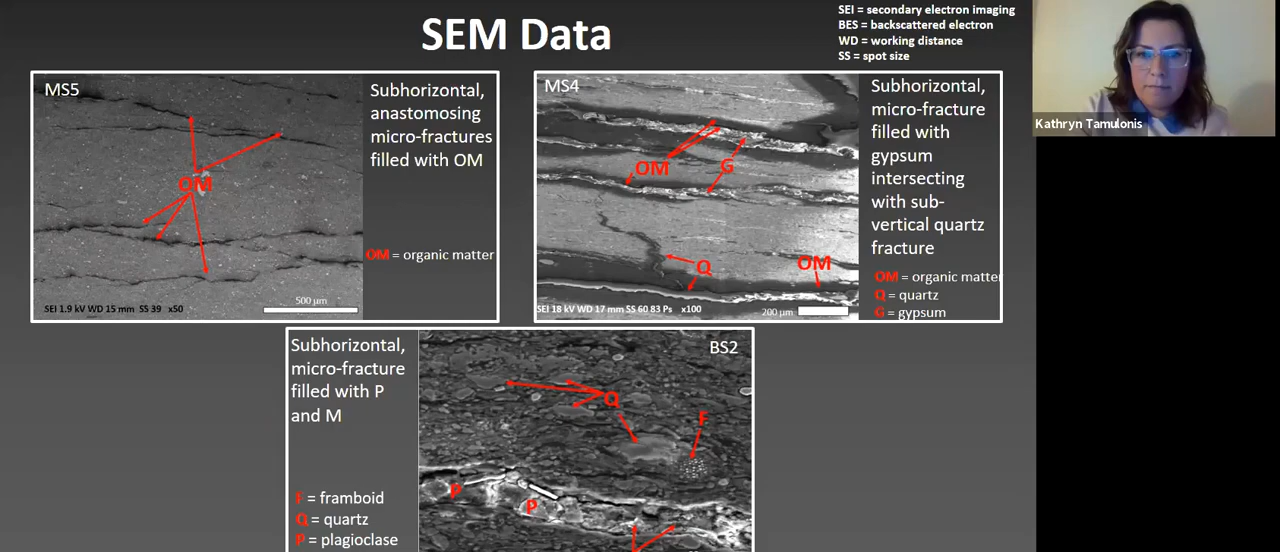 SEM Data
SEI = secondary electron imaging
BES = backscattered electron
WD = working distance
SS = spot size
Kathryn Tamulonis
MS5
OM
SEI 1.9 kV WD 15 mm SS 39 x50
500 µm
Subhorizontal,
anastomosing
micro-fractures
filled with OM
OM = organic matter
MS4
OM
G
Q
OM
SEI 18 kV WD 17 mm SS 60.83 Ps x100
200 µm
Subhorizontal,
micro-fracture
filled with
gypsum
intersecting
with sub-
vertical quartz
fracture
OM = organic matter
Q = quartz
G = gypsum
Subhorizontal,
micro-fracture
filled with P
and M
F = framboid
Q = quartz
P = plagioclase
BS2
Q
F
P
P